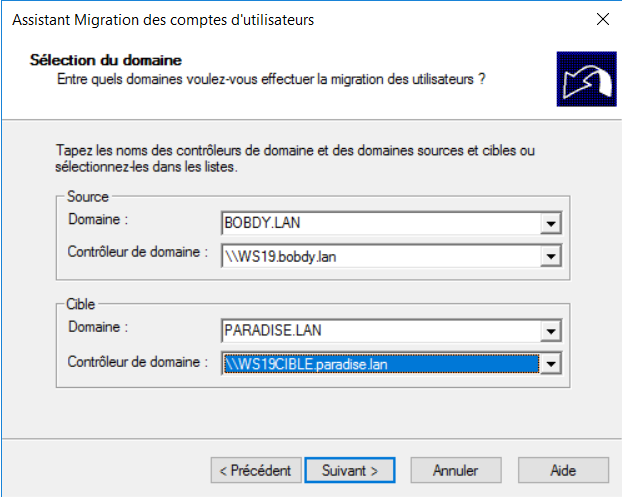 Assistant Migration des comptes d'utilisateurs
Sélection du domaine
Entre quels domaines voulez-vous effectuer la migration des utilisateurs ?
Tapez les noms des contrôleurs de domaine et des domaines sources et cibles ou
sélectionnez-les dans les listes.
Source
Domaine :
BOBDY.LAN
Contrôleur de domaine :
\\WS19.bobdy.lan
Cible
Domaine :
PARADISE.LAN
Contrôleur de domaine :
\\WS19CIBLE.paradise.lan
< Précédent
Suivant >
Annuler
Aide